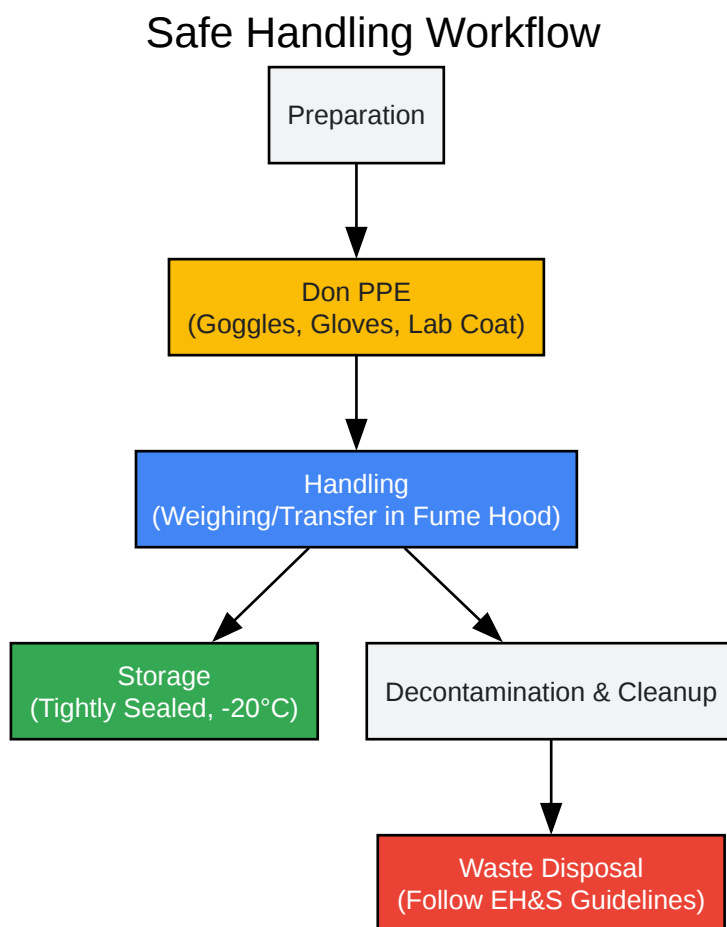 Safe Handling Workflow
Preparation
Don PPE
(Goggles, Gloves, Lab Coat)
Handling
(Weighing/Transfer in Fume Hood)
Storage
(Tightly Sealed, -20°C)
Decontamination & Cleanup
Waste Disposal
(Follow EH&S Guidelines)